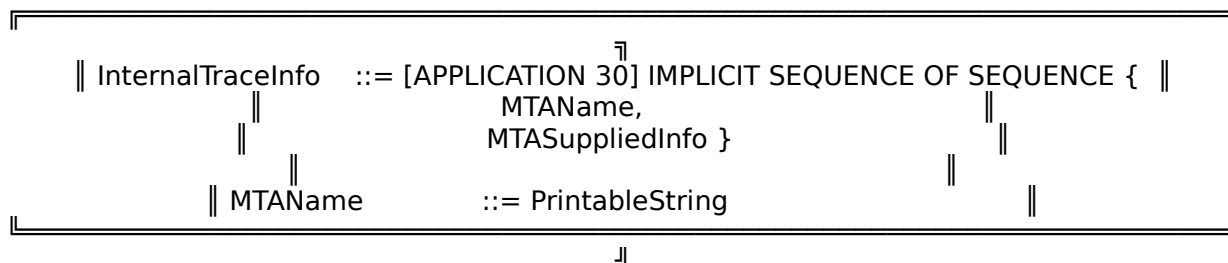 ╔══════════════════════════════════════════════════════════════════════════
╗
║ InternalTraceInfo    ::= [APPLICATION 30] IMPLICIT SEQUENCE OF SEQUENCE {  ║
║                              MTAName,                                           ║
║                              MTASuppliedInfo }                                 ║
║                                                                                 ║
║ MTAName               ::= PrintableString                                      ║
╚══════════════════════════════════════════════════════════════════════════
╝